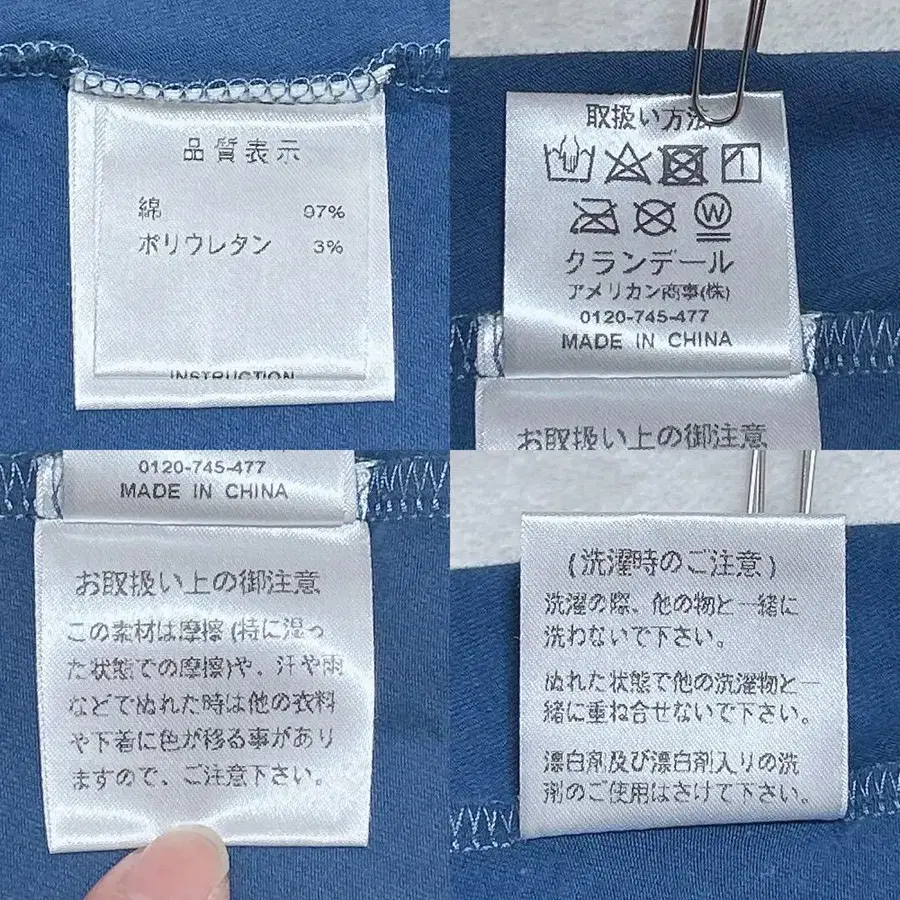 品質表示
綿 97%
ポリウレタン 3%
INSTRUCTION
取扱い方法
W
クランデール
アメリカン商事(株)
0120-745-477
MADE IN CHINA
お取扱い上の御注意
0120-745-477
MADE IN CHINA
お取扱い上の御注意
この素材は摩擦(特に湿っ
た状態での摩擦)や、汗や雨
などでぬれた時は他の衣料
や下着に色が移る事があり
ますので、ご注意下さい。
(洗濯時のご注意)
洗濯の際、他の物と一緒に
洗わないで下さい。
ぬれた状態で他の洗濯物と一
緒に重ね合せないで下さい。
漂白剤及び漂白剤入りの洗
剤のご使用はさけて下さい。